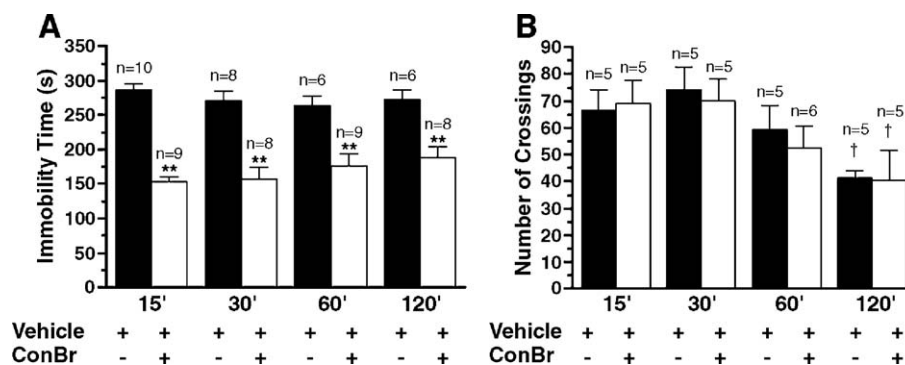 A
Immobility Time (s)
350
300
250
200
150
100
50
0
n=10
n=9
**
n=8
n=8
**
n=6
n=9
**
n=6
n=8
**
15' 30' 60' 120'
Vehicle + + + + + + + +
ConBr - + - + - + - +
B
Number of Crossings
90
80
70
60
50
40
30
20
10
0
n=5
n=5
n=5
n=5
n=5
n=6
n=5
†
n=5
†
15' 30' 60' 120'
Vehicle + + + + + + + +
ConBr - + - + - + - +